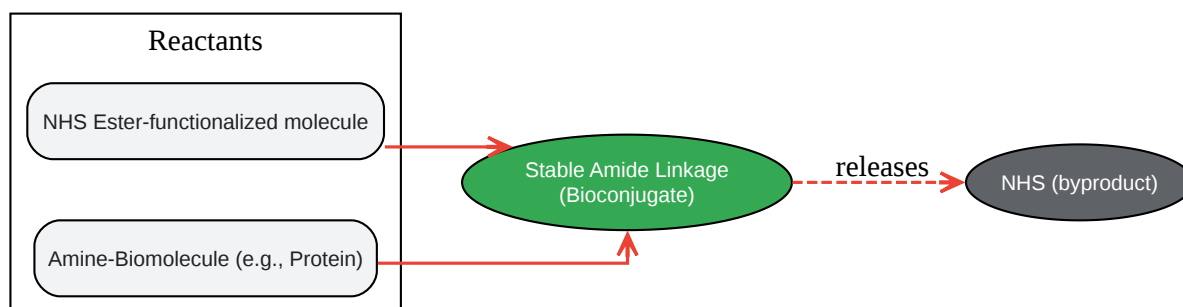 Reactants
NHS Ester-functionalized molecule
Amine-Biomolecule (e.g., Protein)
Stable Amide Linkage
(Bioconjugate)
releases
NHS (byproduct)